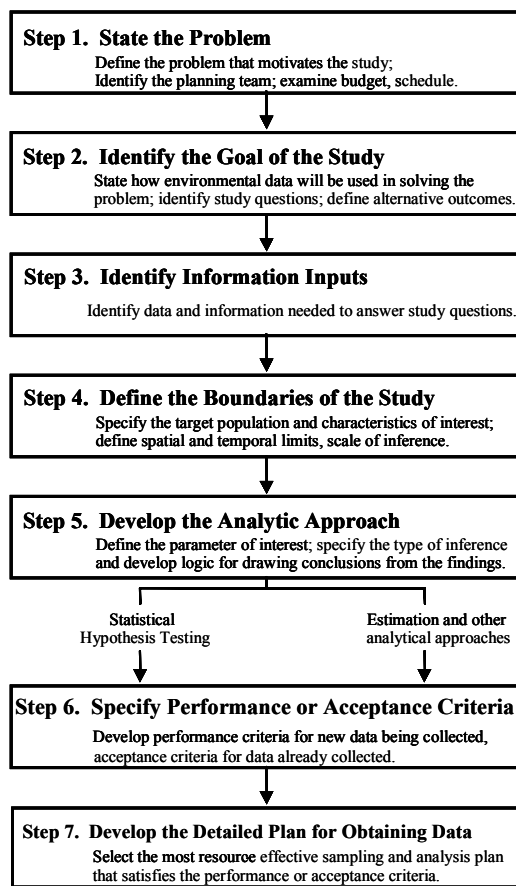 Step 1. State the Problem
Define the problem that motivates the study;
Identify the planning team; examine budget, schedule.
Step 2. Identify the Goal of the Study
State how environmental data will be used in solving the
problem; identify study questions; define alternative outcomes.
Step 3. Identify Information Inputs
Identify data and information needed to answer study questions.
Step 4. Define the Boundaries of the Study
Specify the target population and characteristics of interest;
define spatial and temporal limits, scale of inference.
Step 5. Develop the Analytic Approach
Define the parameter of interest; specify the type of inference
and develop logic for drawing conclusions from the findings.
Statistical
Hypothesis Testing
Estimation and other
analytical approaches
Step 6. Specify Performance or Acceptance Criteria
Develop performance criteria for new data being collected,
acceptance criteria for data already collected.
Step 7. Develop the Detailed Plan for Obtaining Data
Select the most resouroe effective sampling and analysis plan
that satisfies the performance or acceptance criteria.